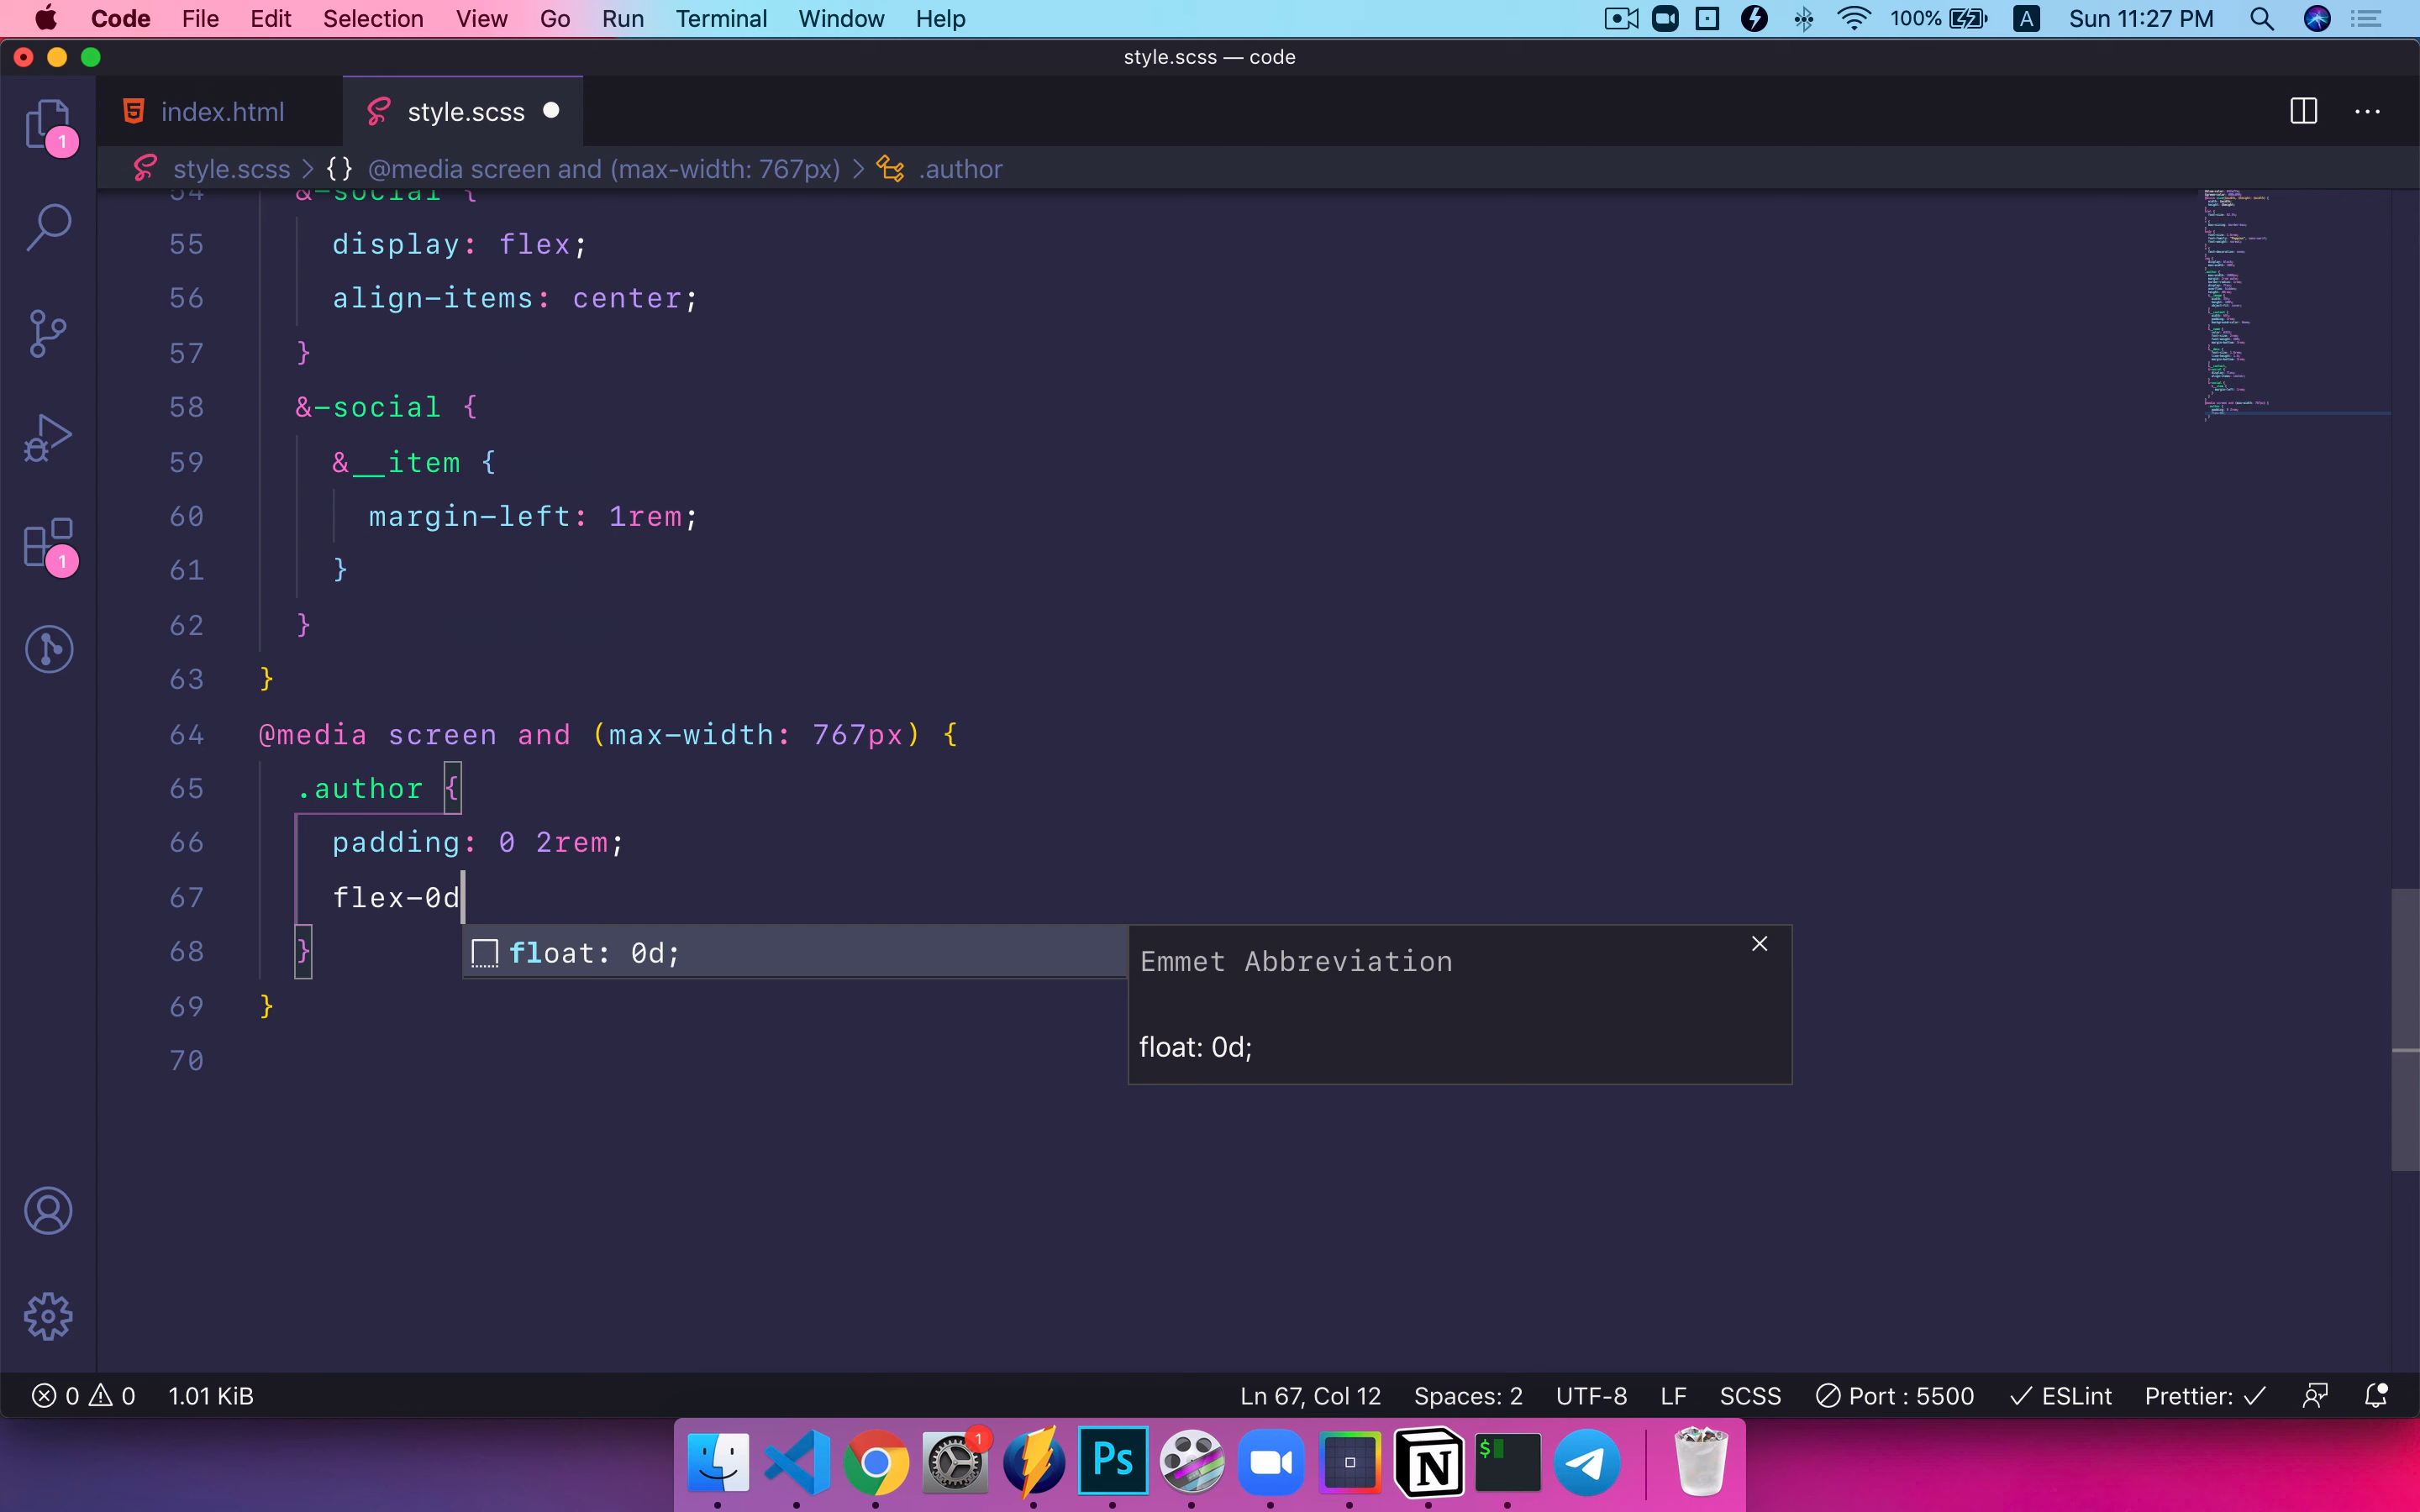 Code File Edit Selection View Go Run Terminal Window Help 100% A Sun 11:27 PM
style.scss — code
index.html style.scss
1
style.scss > {} @media screen and (max-width: 767px) > .author
54 &-social {
55 display: flex;
56 align-items: center;
57 }
58 &-social {
59 &__item {
60 margin-left: 1rem;
61 }
1
62 }
63 }
64 @media screen and (max-width: 767px) {
65 .author {
66 padding: 0 2rem;
67 flex-0d
68 } float: 0d;
Emmet Abbreviation
69 }
float: 0d;
70
0 0 1.01 KiB Ln 67, Col 12 Spaces: 2 UTF-8 LF SCSS Port : 5500 ESLint Prettier:
1
Ps
N
$